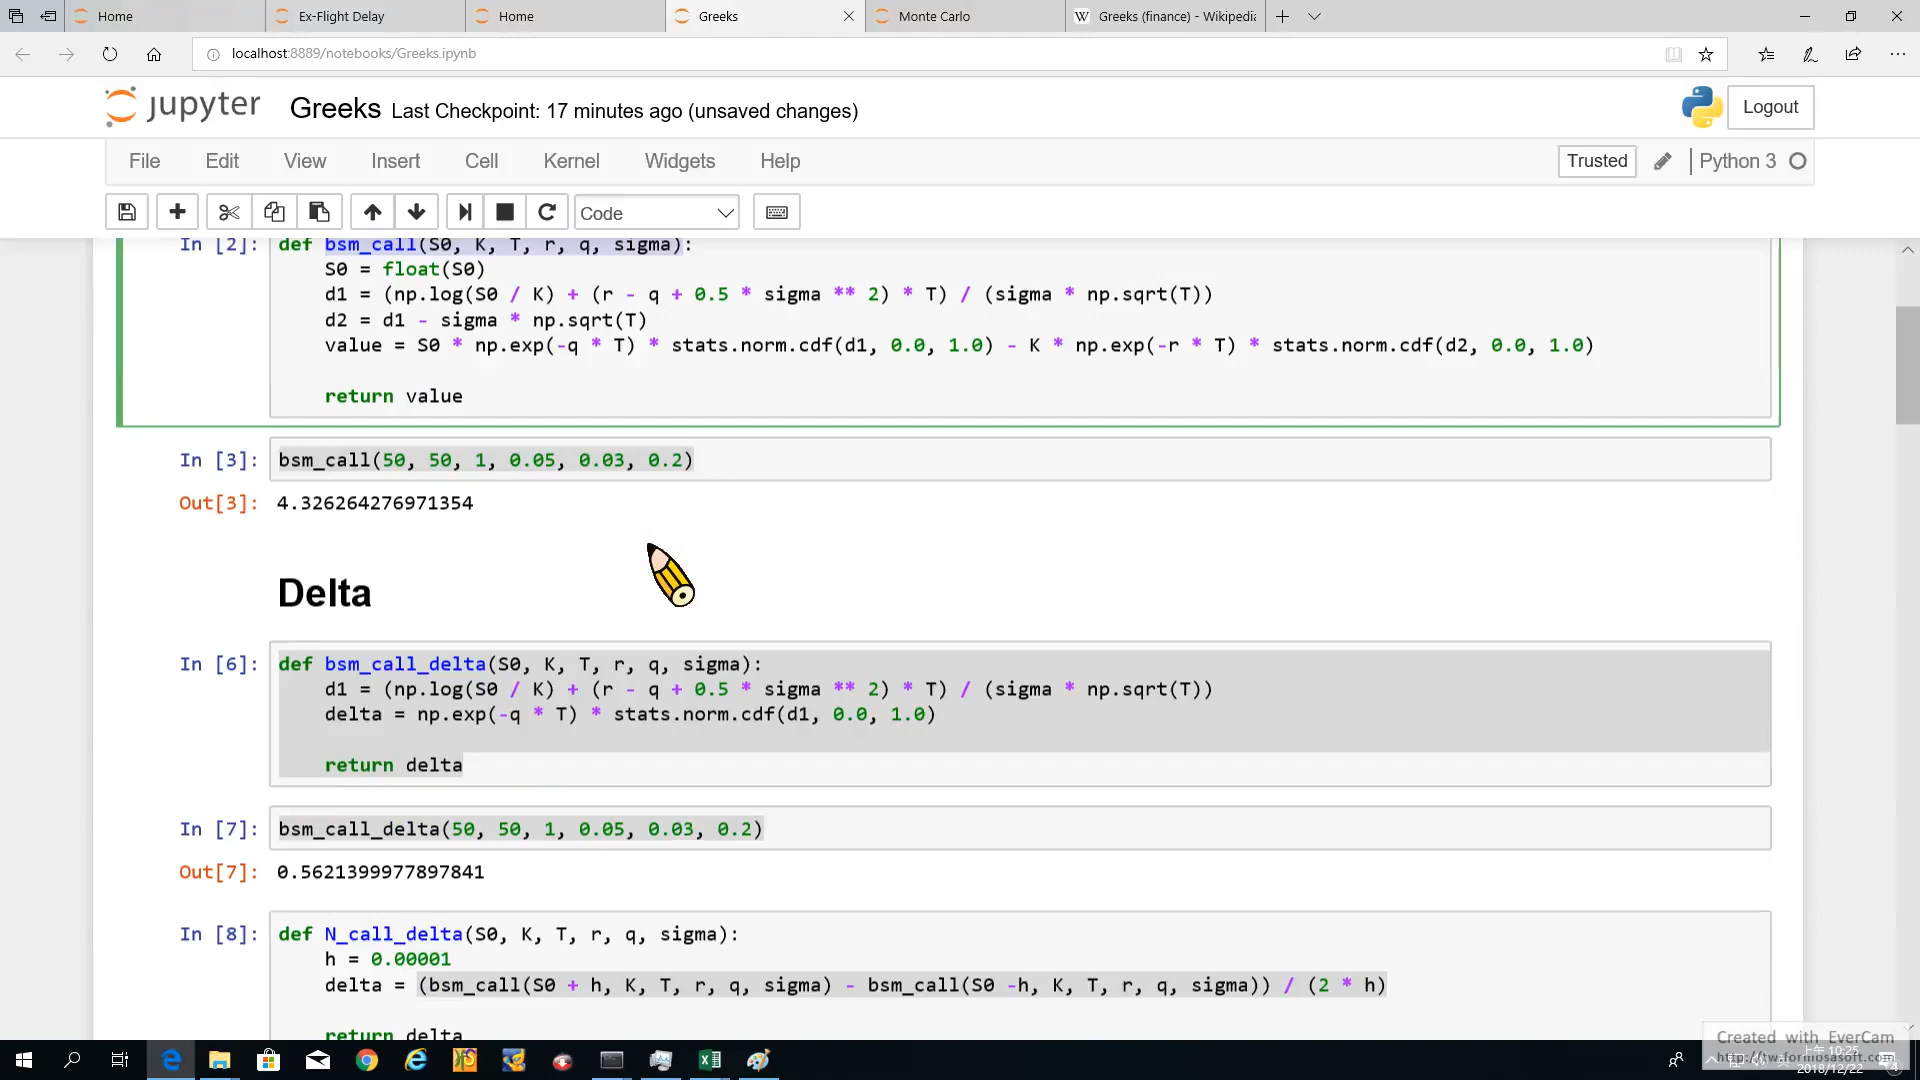 Home
Ex-Flight Delay
Home
Greeks
Monte Carlo
W Greeks (finance) - Wikipedia
localhost:8889/notebooks/Greeks.ipynb
jupyter Greeks Last Checkpoint: 17 minutes ago (unsaved changes)
Logout
File Edit View Insert Cell Kernel Widgets Help
Trusted
Python 3
Code
In [2]: def bsm_call(S0, K, T, r, q, sigma):
S0 = float(S0)
d1 = (np.log(S0 / K) + (r - q + 0.5 * sigma ** 2) * T) / (sigma * np.sqrt(T))
d2 = d1 - sigma * np.sqrt(T)
value = S0 * np.exp(-q * T) * stats.norm.cdf(d1, 0.0, 1.0) - K * np.exp(-r * T) * stats.norm.cdf(d2, 0.0, 1.0)
return value
In [3]: bsm_call(50, 50, 1, 0.05, 0.03, 0.2)
Out[3]: 4.326264276971354
Delta
In [6]: def bsm_call_delta(S0, K, T, r, q, sigma):
d1 = (np.log(S0 / K) + (r - q + 0.5 * sigma ** 2) * T) / (sigma * np.sqrt(T))
delta = np.exp(-q * T) * stats.norm.cdf(d1, 0.0, 1.0)
return delta
In [7]: bsm_call_delta(50, 50, 1, 0.05, 0.03, 0.2)
Out[7]: 0.5621399977897841
In [8]: def N_call_delta(S0, K, T, r, q, sigma):
h = 0.00001
delta = (bsm_call(S0 + h, K, T, r, q, sigma) - bsm_call(S0 -h, K, T, r, q, sigma)) / (2 * h)
return delta
Created with EverCam
http://tw.formosasoft.com
上午 10:25
2018/12/22